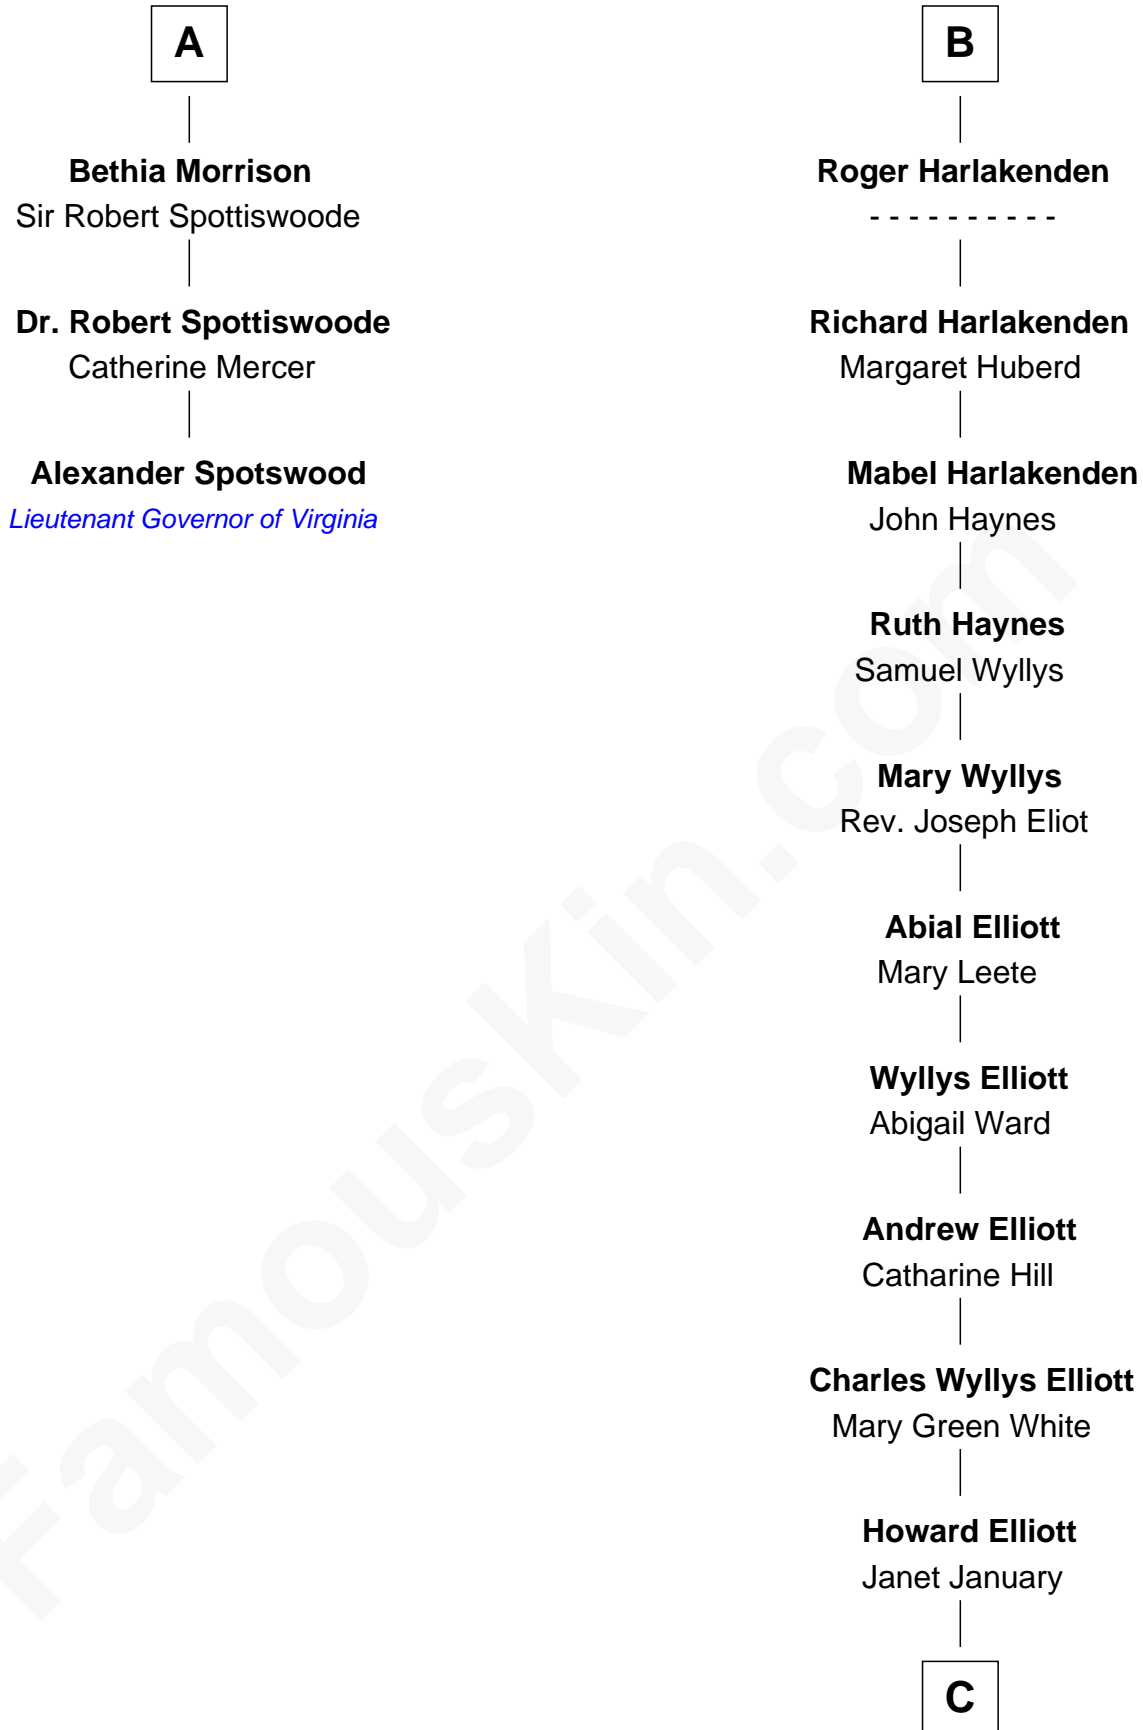 A
Bethia Morrison
Sir Robert Spottiswoode
Dr. Robert Spottiswoode
Catherine Mercer
Alexander Spotswood
Lieutenant Governor of Virginia
B
Roger Harlakenden
- - - - - - - - - -
Richard Harlakenden
Margaret Huberd
Mabel Harlakenden
John Haynes
Ruth Haynes
Samuel Wyllys
Mary Wyllys
Rev. Joseph Eliot
Abial Elliott
Mary Leete
Wyllys Elliott
Abigail Ward
Andrew Elliott
Catharine Hill
Charles Wyllys Elliott
Mary Green White
Howard Elliott
Janet January
C
FamousKin.com